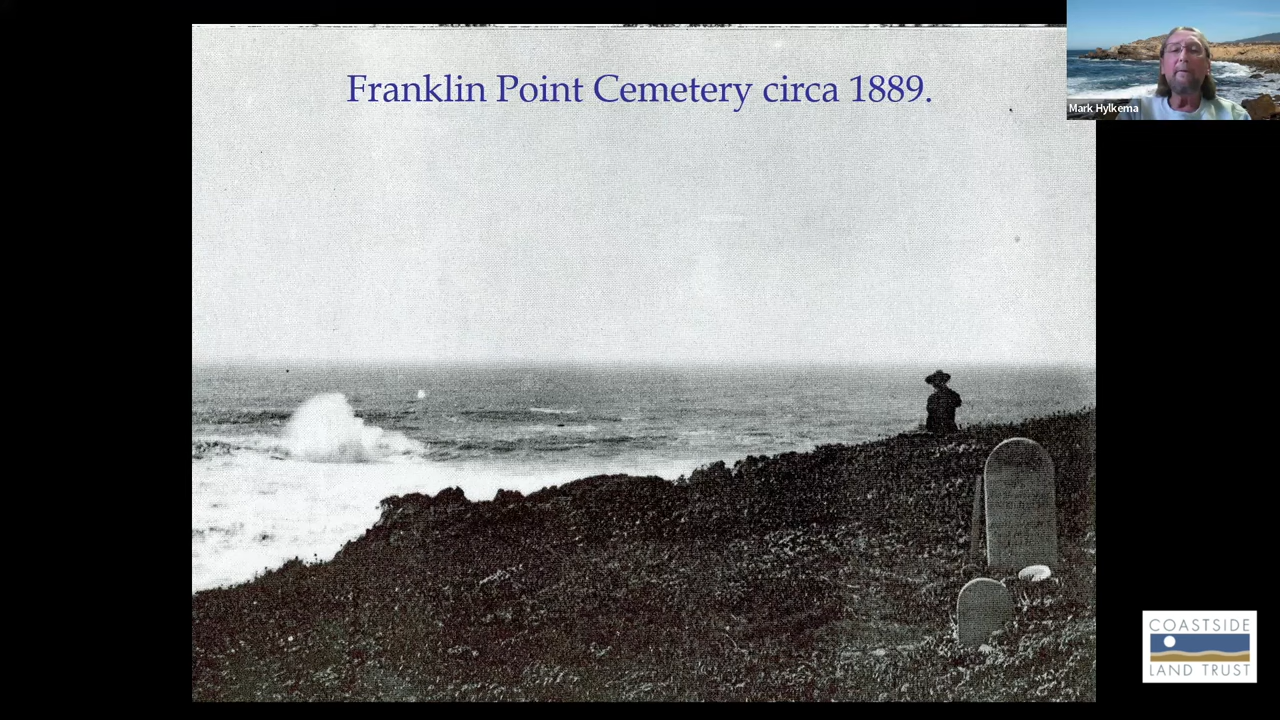 Franklin Point Cemetery circa 1889.
Mark Hylkema
COASTSIDE
LAND TRUST